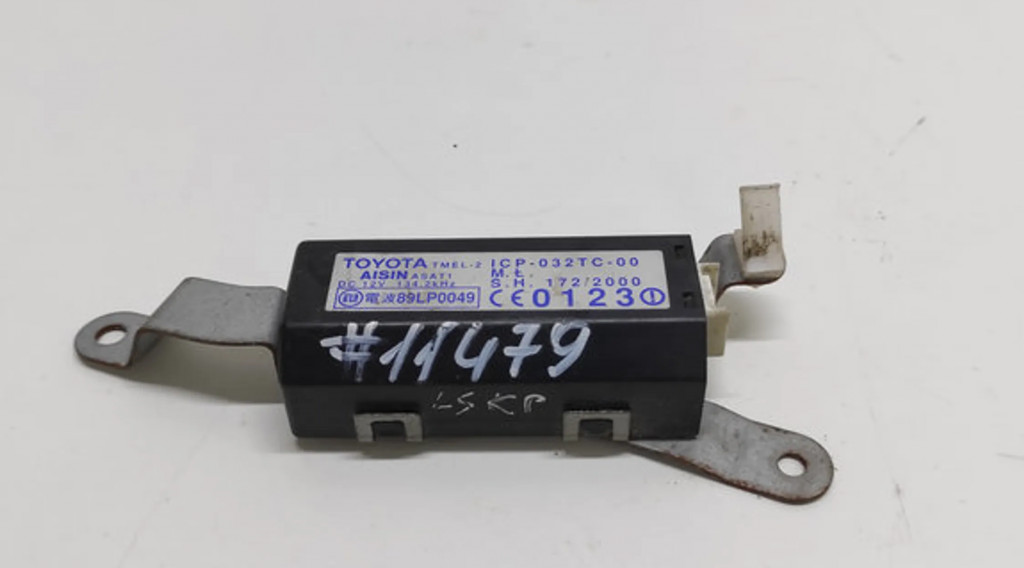 TOYOTA TMEL-2 ICP-032TC-00
AISIN ASAT1 M.Ł.
DC 12V 134.2kHz S.H. 172/2000
電波89LP0049 CE0123
#11479
LSKP